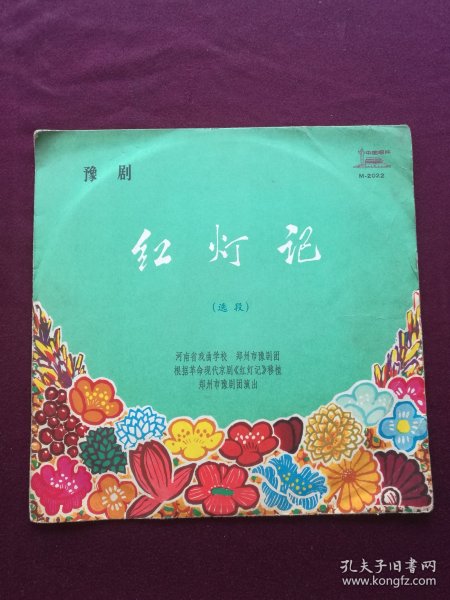 豫 剧
中国唱片
M-2022
红灯记
(选段)
河南省戏曲学校 郑州市豫剧团
根据革命现代京剧《红灯记》移植
郑州市豫剧团演出
孔夫子旧书网
www.kongfz.com